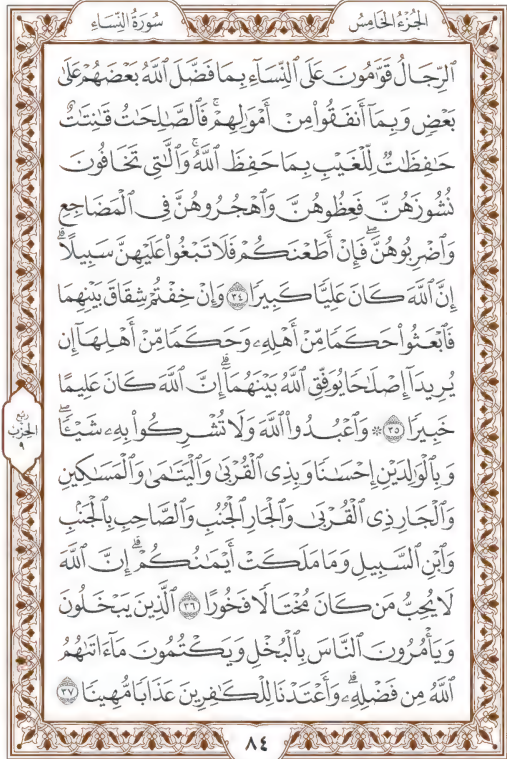 الجزء الخامس
سورة النساء
ٱلرِّجَالُ قَوَّٰمُونَ عَلَى ٱلنِّسَآءِ بِمَا فَضَّلَ ٱللَّهُ بَعْضَهُمْ عَلَىٰ
بَعْضٖ وَبِمَآ أَنفَقُواْ مِنْ أَمْوَٰلِهِمْۚ فَٱلصَّٰلِحَٰتُ قَٰنِتَٰتٌ
حَٰفِظَٰتٞ لِّلْغَيْبِ بِمَا حَفِظَ ٱللَّهُۚ وَٱلَّٰتِي تَخَافُونَ
نُشُوزَهُنَّ فَعِظُوهُنَّ وَٱهْجُرُوهُنَّ فِي ٱلْمَضَاجِعِ
وَٱضْرِبُوهُنَّۖ فَإِنْ أَطَعْنَكُمْ فَلَا تَبْغُواْ عَلَيْهِنَّ سَبِيلًاۗ
إِنَّ ٱللَّهَ كَانَ عَلِيّٗا كَبِيرٗا ٣٤ وَإِنْ خِفْتُمْ شِقَاقَ بَيْنِهِمَا
فَٱبْعَثُواْ حَكَمٗا مِّنْ أَهْلِهِۦ وَحَكَمٗا مِّنْ أَهْلِهَآ إِن
يُرِيدَآ إِصْلَٰحٗا يُوَفِّقِ ٱللَّهُ بَيْنَهُمَآۗ إِنَّ ٱللَّهَ كَانَ عَلِيمًا
خَبِيرٗا ٣٥ ۞ وَٱعْبُدُواْ ٱللَّهَ وَلَا تُشْرِكُواْ بِهِۦ شَيْـٔٗاۖ
ربع
الحزب
٩
وَبِٱلْوَٰلِدَيْنِ إِحْسَٰنٗا وَبِذِي ٱلْقُرْبَىٰ وَٱلْيَتَٰمَىٰ وَٱلْمَسَٰكِينِ
وَٱلْجَارِ ذِي ٱلْقُرْبَىٰ وَٱلْجَارِ ٱلْجُنُبِ وَٱلصَّاحِبِ بِٱلْجَنۢبِ
وَٱبْنِ ٱلسَّبِيلِ وَمَا مَلَكَتْ أَيْمَٰنُكُمْۗ إِنَّ ٱللَّهَ
لَا يُحِبُّ مَن كَانَ مُخْتَالٗا فَخُورًا ٣٦ ٱلَّذِينَ يَبْخَلُونَ
وَيَأْمُرُونَ ٱلنَّاسَ بِٱلْبُخْلِ وَيَكْتُمُونَ مَآ ءَاتَىٰهُمُ
ٱللَّهُ مِن فَضْلِهِۦۗ وَأَعْتَدْنَا لِلْكَٰفِرِينَ عَذَابٗا مُّهِينٗا ٣٧
٨٤